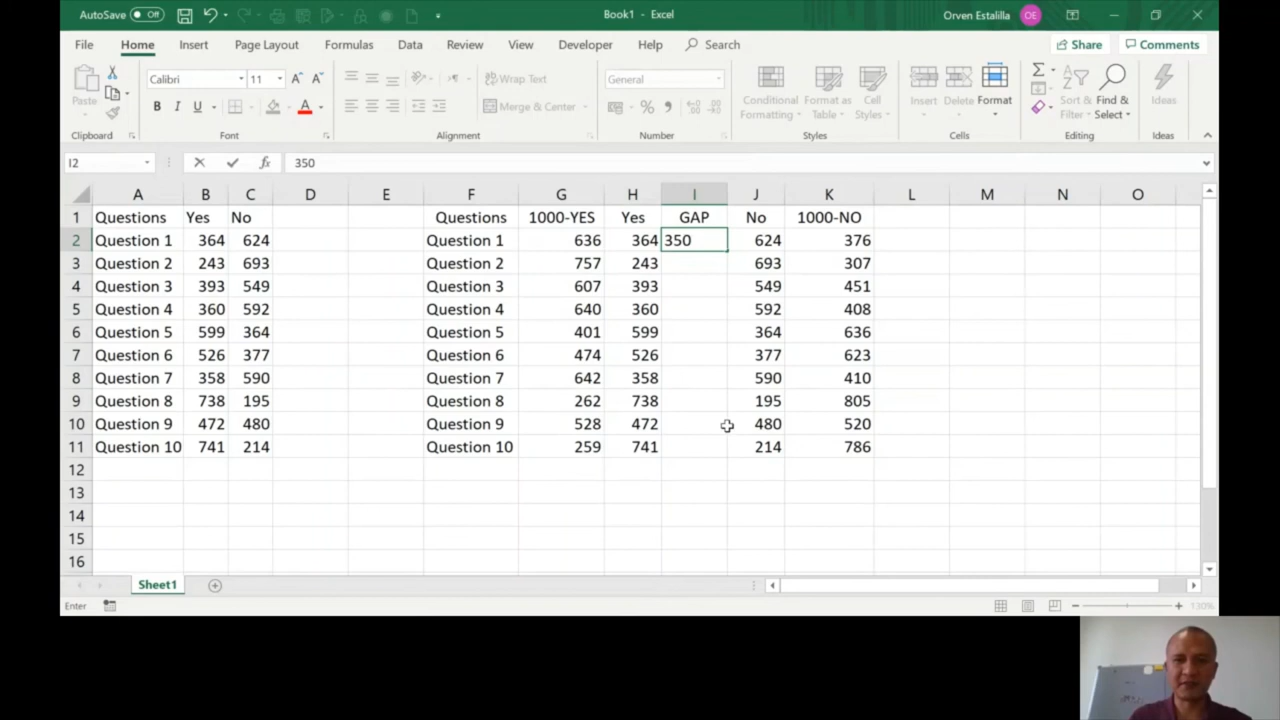 AutoSave Off
Book1 - Excel
Orven Estalilla OE
File Home Insert Page Layout Formulas Data Review View Developer Help Search Share Comments
Paste
Calibri 11
A A
B I U A
Wrap Text
Merge & Center
General
%
Conditional Formatting
Format as Table
Cell Styles
Insert Delete Format
Sort & Filter
Find & Select
Ideas
Clipboard Font Alignment Number Styles Cells Editing Ideas
I2 fx 350
A B C D E F G H I J K L M N O
1 Questions Yes No Questions 1000-YES Yes GAP No 1000-NO
2 Question 1 364 624 Question 1 636 364 350 624 376
3 Question 2 243 693 Question 2 757 243 693 307
4 Question 3 393 549 Question 3 607 393 549 451
5 Question 4 360 592 Question 4 640 360 592 408
6 Question 5 599 364 Question 5 401 599 364 636
7 Question 6 526 377 Question 6 474 526 377 623
8 Question 7 358 590 Question 7 642 358 590 410
9 Question 8 738 195 Question 8 262 738 195 805
10 Question 9 472 480 Question 9 528 472 480 520
11 Question 10 741 214 Question 10 259 741 214 786
12
13
14
15
16
Sheet1
Enter
130%